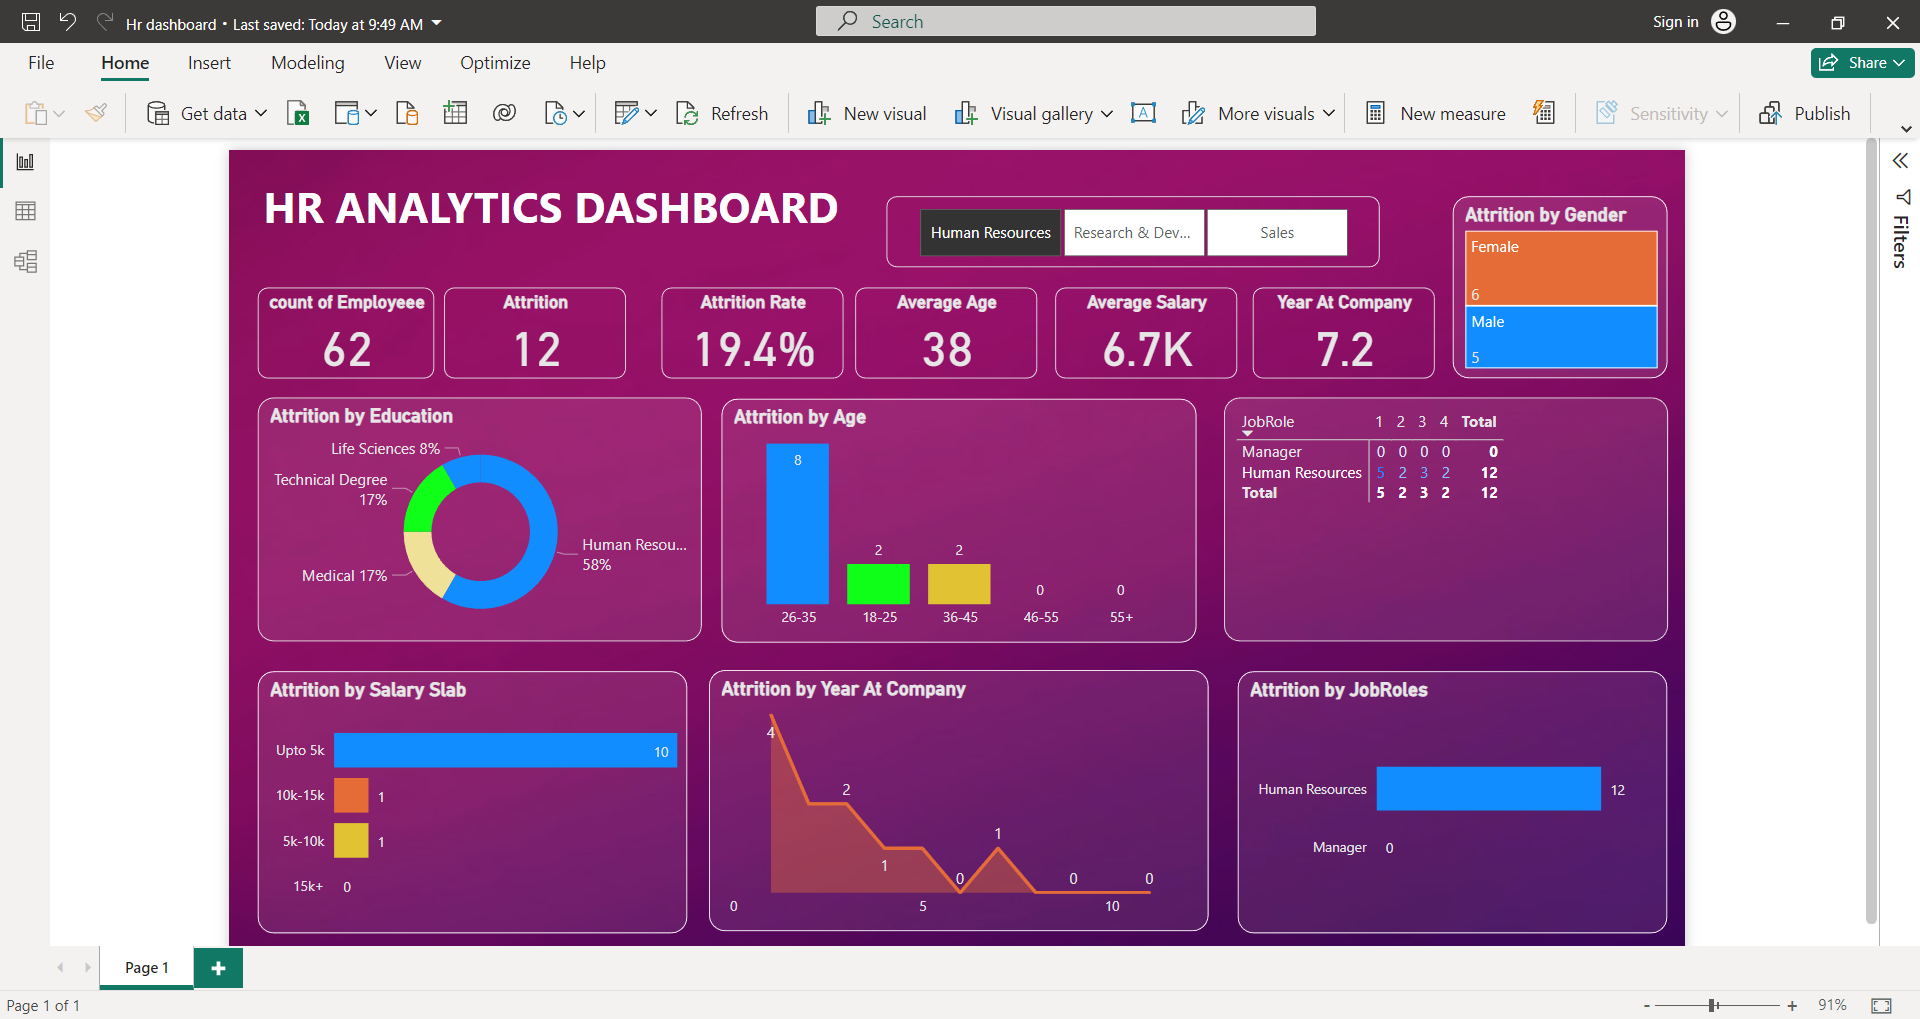 Hr dashboard • Last saved: Today at 9:49 AM
Search
Sign in
File Home Insert Modeling View Optimize Help
Share
Get data
Refresh
New visual
Visual gallery
A
More visuals
New measure
Sensitivity
Publish
HR ANALYTICS DASHBOARD
Human Resources
Research & Dev...
Sales
Attrition by Gender
Female
6
Male
5
Filters
count of Employeee
62
Attrition
12
Attrition Rate
19.4%
Average Age
38
Average Salary
6.7K
Year At Company
7.2
Attrition by Education
Life Sciences 8%
Technical Degree
17%
Medical 17%
Human Resou...
58%
Attrition by Age
8
2
2
0
0
26-35
18-25
36-45
46-55
55+
JobRole 1 2 3 4 Total
Manager 0 0 0 0 0
Human Resources 5 2 3 2 12
Total 5 2 3 2 12
Attrition by Salary Slab
Upto 5k 10
10k-15k 1
5k-10k 1
15k+ 0
Attrition by Year At Company
4
2
1
0
1
0
0
0
5
10
Attrition by JobRoles
Human Resources 12
Manager 0
Page 1
+
Page 1 of 1
- + 91%